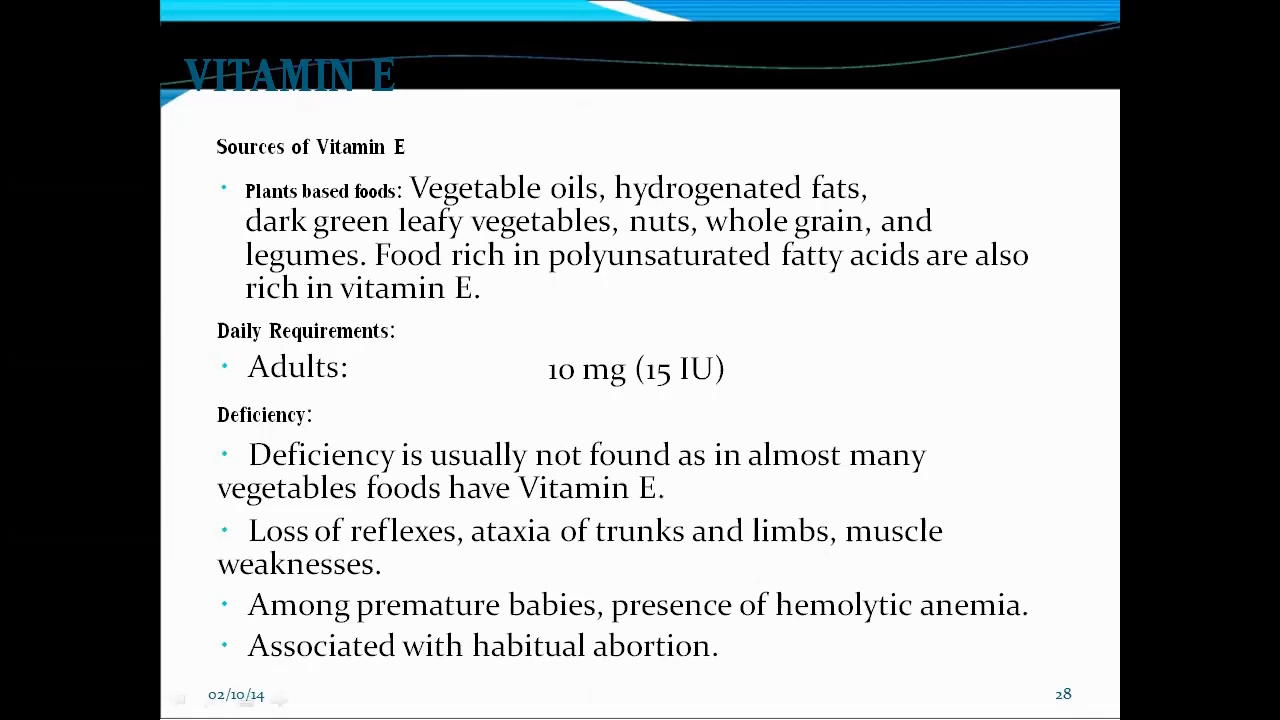 VITAMIN E
Sources of Vitamin E
• Plants based foods: Vegetable oils, hydrogenated fats,
dark green leafy vegetables, nuts, whole grain, and
legumes. Food rich in polyunsaturated fatty acids are also
rich in vitamin E.
Daily Requirements:
• Adults: 10 mg (15 IU)
Deficiency:
• Deficiency is usually not found as in almost many
vegetables foods have Vitamin E.
• Loss of reflexes, ataxia of trunks and limbs, muscle
weaknesses.
• Among premature babies, presence of hemolytic anemia.
• Associated with habitual abortion.
02/10/14 28